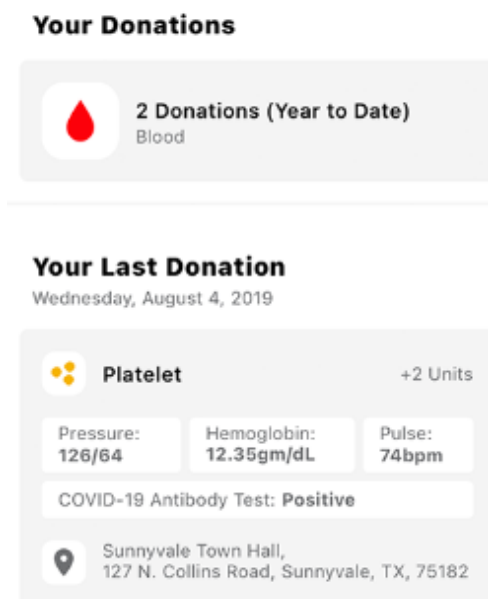 Your Donations
2 Donations (Year to Date)
Blood
Your Last Donation
Wednesday, August 4, 2019
Platelet
+2 Units
Pressure:
126/64
Hemoglobin:
12.35gm/dL
Pulse:
74bpm
COVID-19 Antibody Test: Positive
Sunnyvale Town Hall,
127 N. Collins Road, Sunnyvale, TX, 75182